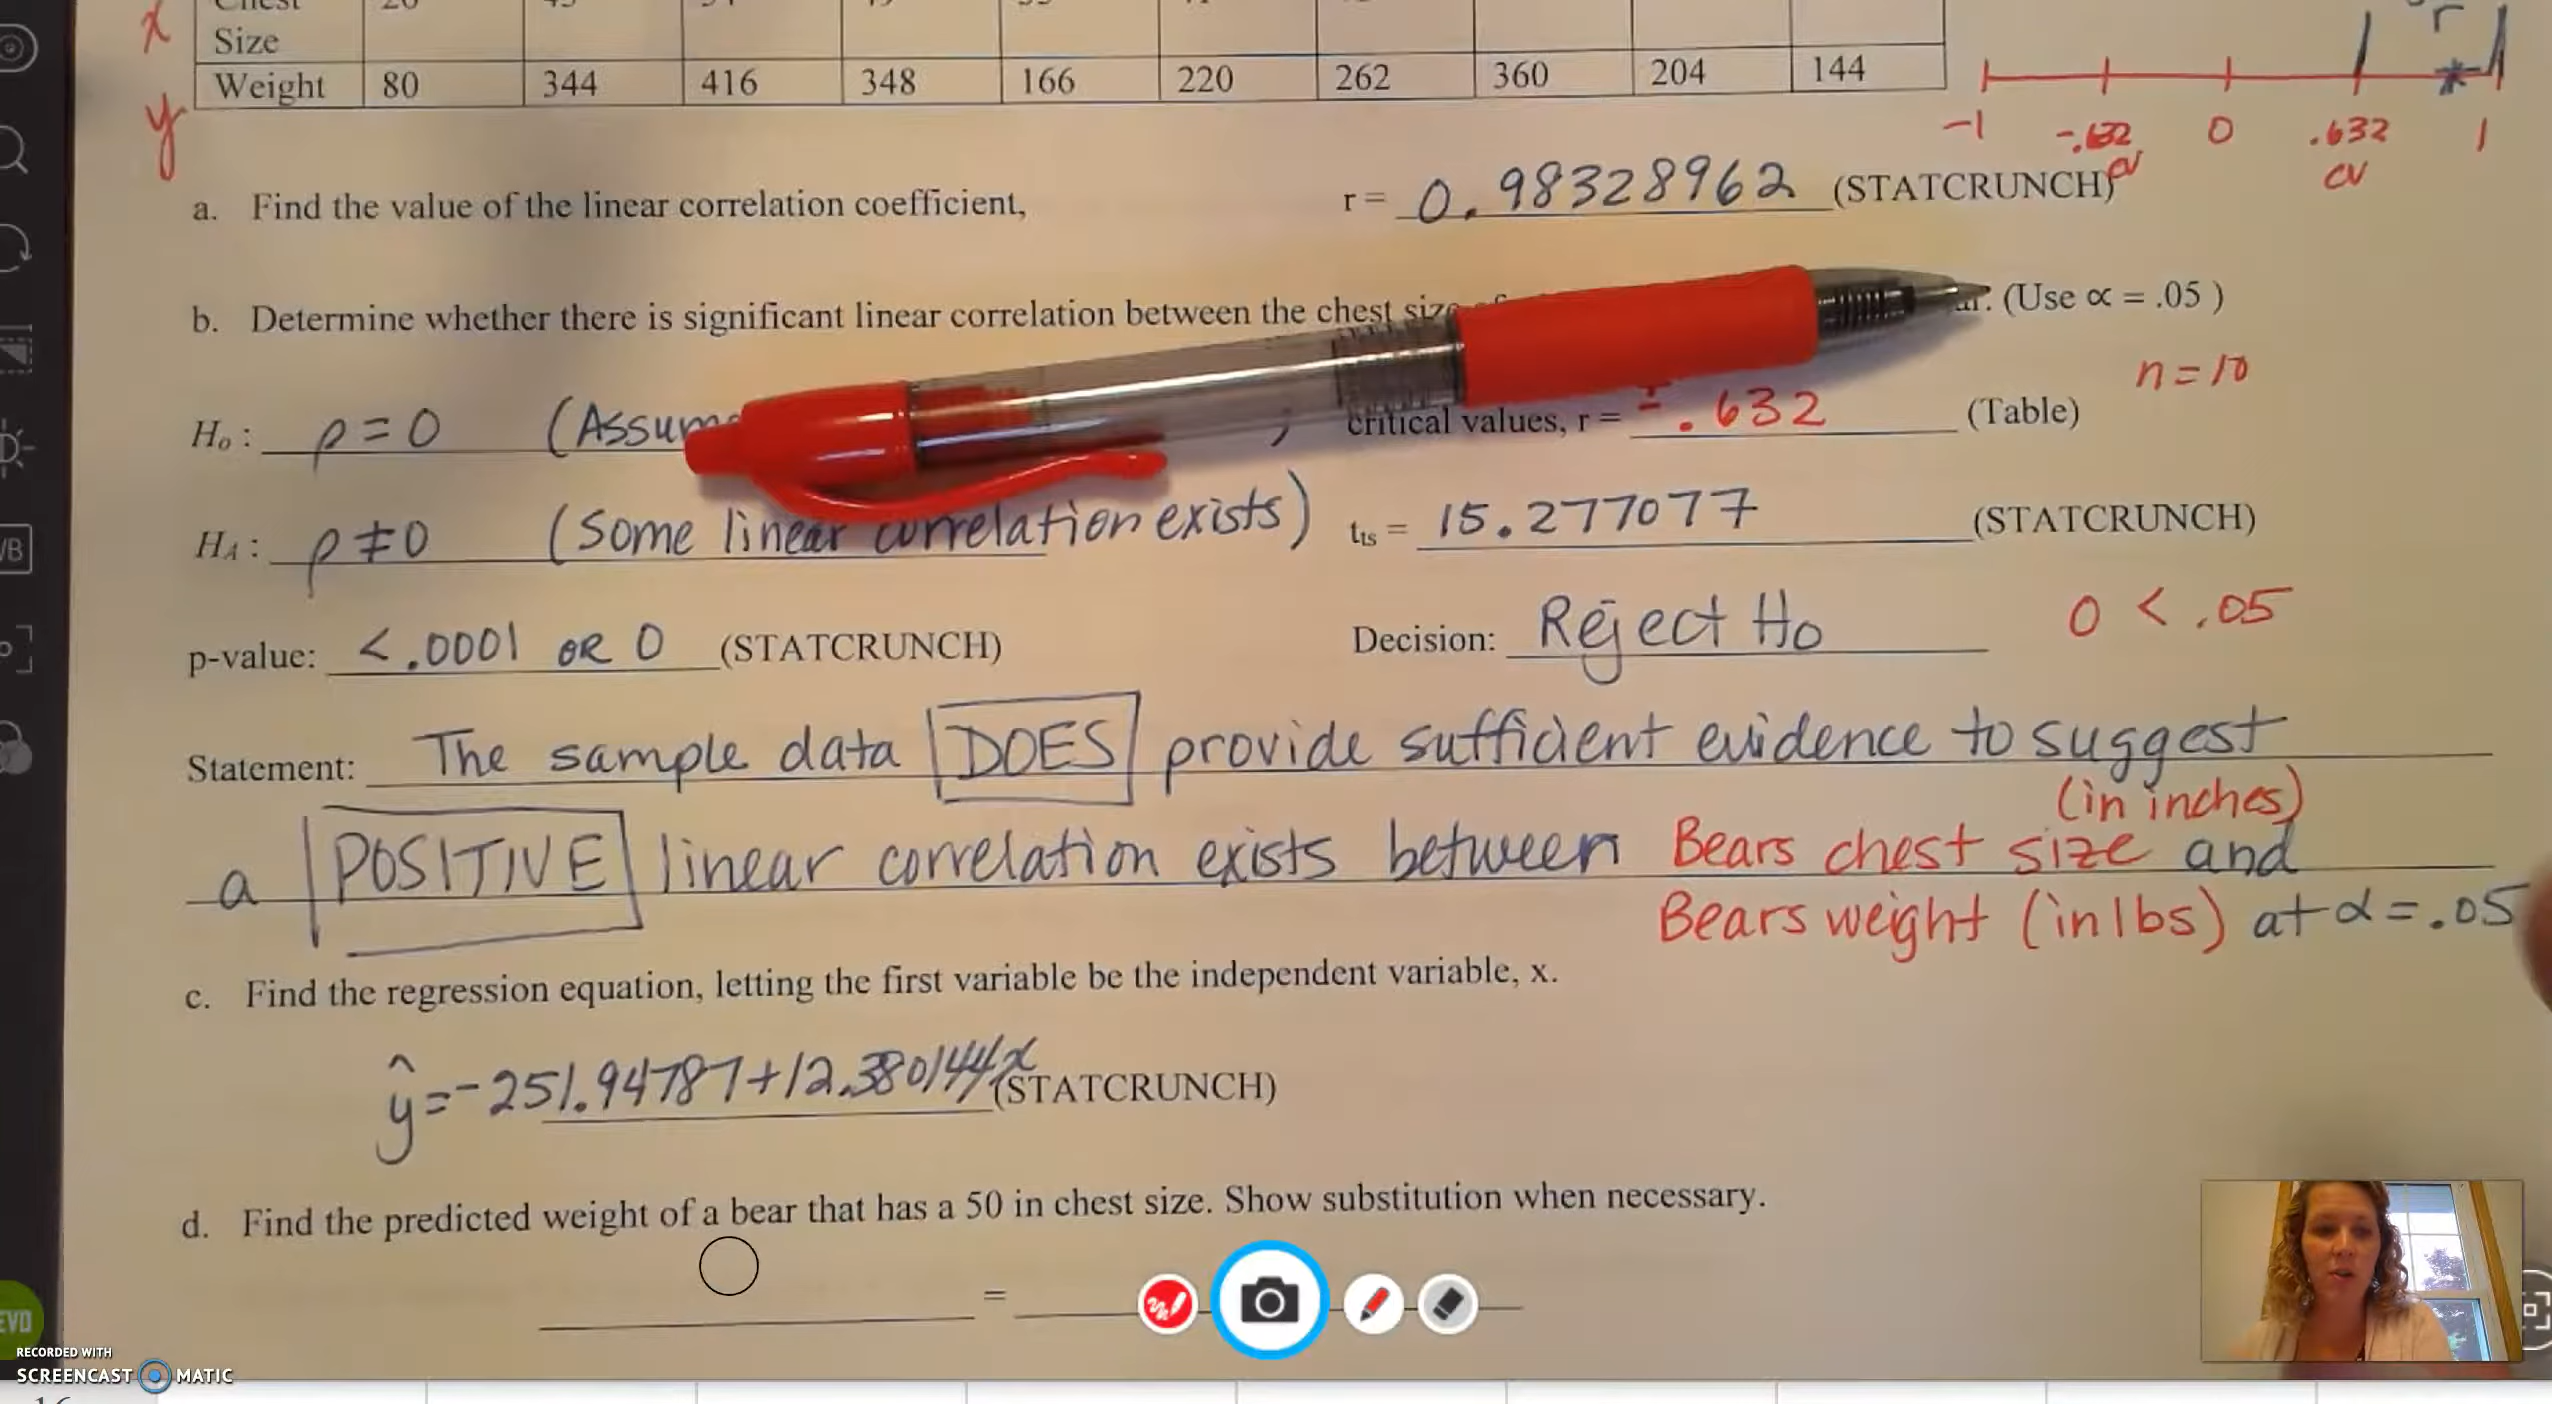 x Size
y Weight 80 344 416 348 166 220 262 360 204 144
r
-1 -.632 0 .632 1
CV CV
a. Find the value of the linear correlation coefficient, r = 0.98328962 (STATCRUNCH)
b. Determine whether there is significant linear correlation between the chest (Use ∝ = .05 )
n=10
Ho : ρ=0 ; critical values, r = ±.632 (Table)
HA : ρ≠0 (Some linear correlation exists) tts = 15.277077 (STATCRUNCH)
p-value: <.0001 OR 0 (STATCRUNCH) Decision: Reject Ho 0 < .05
Statement: The sample data DOES provide sufficient evidence to suggest
(in inches)
a POSITIVE linear correlation exists between Bears chest size and
Bears weight (in lbs) at α=.05
c. Find the regression equation, letting the first variable be the independent variable, x.
ŷ=-251.94787+12.380144x (STATCRUNCH)
d. Find the predicted weight of a bear that has a 50 in chest size. Show substitution when necessary.
=
EVO
RECORDED WITH
SCREENCAST MATIC